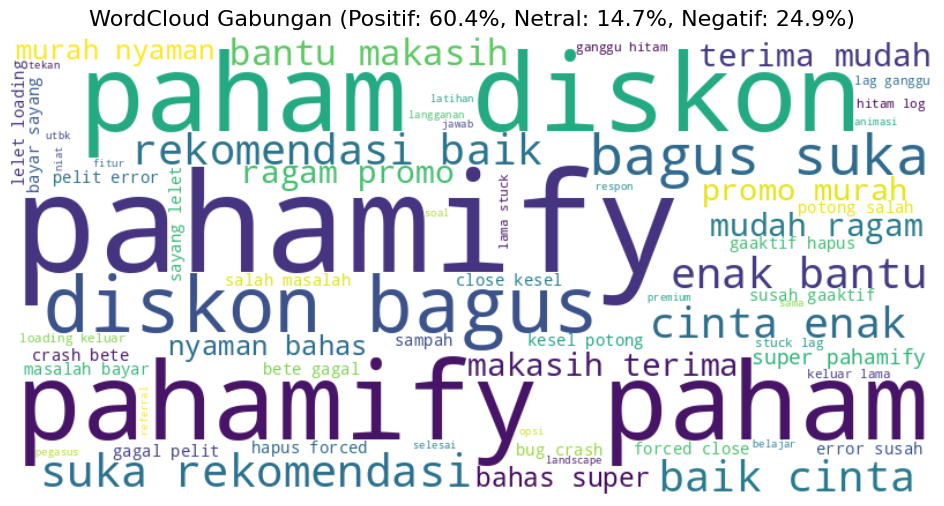 WordCloud Gabungan (Positif: 60.4%, Netral: 14.7%, Negatif: 24.9%)
murah nyaman
bantu makasih
ganggu hitam
terima mudah
tekan
lelet loading
bayar sayang
paham diskon
lag ganggu
latihan
langganan
jawab
hitam log
animasi
utbk
niat
fitur
rekomendasi baik
bagus suka
pelit error
ragam promo
sayang lelet
lama stuck
respon
promo murah
potong salah
pahamify
soal
mudah ragam
gaaktif hapus
salah masalah
close kesel
enak bantu
diskon bagus
premium
susah gaaktif
sama
cinta enak
loading keluar
nyaman bahas
sampah
kesel potong
stuck lag
crash bete
super pahamify
masalah bayar
bete gagal
makasih terima
keluar lama
pahamify paham
referral
opsi
gagal pelit
hapus forced
selesai
bug crash
forced close
belajar
error susah
pegasus
landscape
suka rekomendasi
bahas super
baik cinta